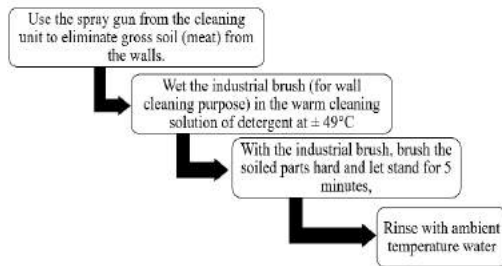 Use the spray gun from the cleaning
unit to eliminate gross soil (meat) from
the walls.
Wet the industrial brush (for wall
cleaning purpose) in the warm cleaning
solution of detergent at ± 49°C
With the industrial brush, brush the
soiled parts hard and let stand for 5
minutes,
Rinse with ambient
temperature water